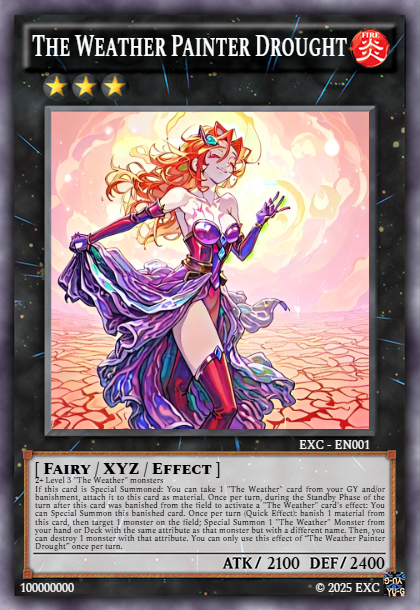 THE WEATHER PAINTER DROUGHT
FIRE
炎
EXC - EN001
[ FAIRY / XYZ / EFFECT ]
2+ Level 3 "The Weather" monsters
If this card is Special Summoned: You can take 1 "The Weather" card from your GY and/or
banishment, attach it to this card as material. Once per turn, during the Standby Phase of the
turn after this card was banished from the field to activate a "The Weather" card's effect: You
can Special Summon this banished card. Once per turn (Quick Effect): banish 1 material from
this card, then target 1 monster on the field; Special Summon 1 "The Weather" Monster from
your hand or Deck with the same attribute as that monster but with a different name. Then, you
can destroy 1 monster with that attribute. You can only use this effect of "The Weather Painter
Drought" once per turn.
ATK / 2100 DEF / 2400
100000000
© 2025 EXC
YU-G